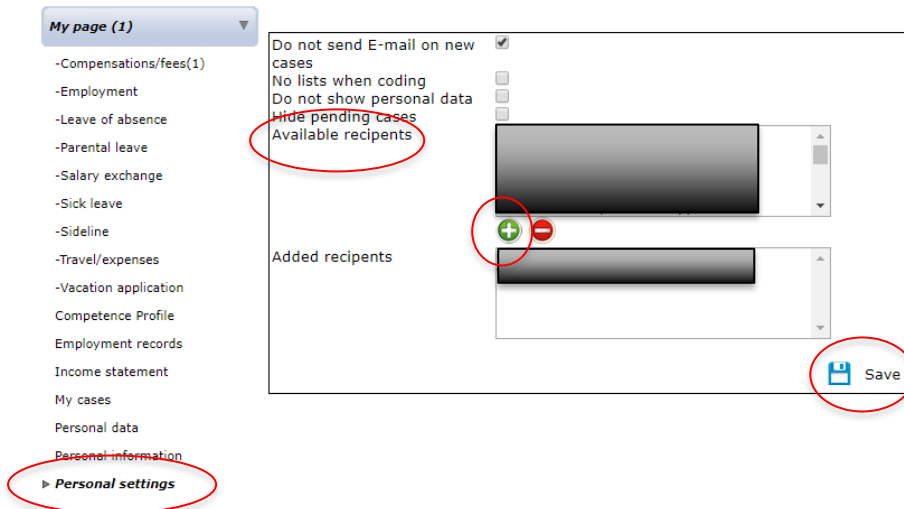 My page (1)
-Compensations/fees(1)
-Employment
-Leave of absence
-Parental leave
-Salary exchange
-Sick leave
-Sideline
-Travel/expenses
-Vacation application
Competence Profile
Employment records
Income statement
My cases
Personal data
Personal information
Personal settings
Do not send E-mail on new
cases
No lists when coding
Do not show personal data
Hide pending cases
Available recipents
Added recipents
Save